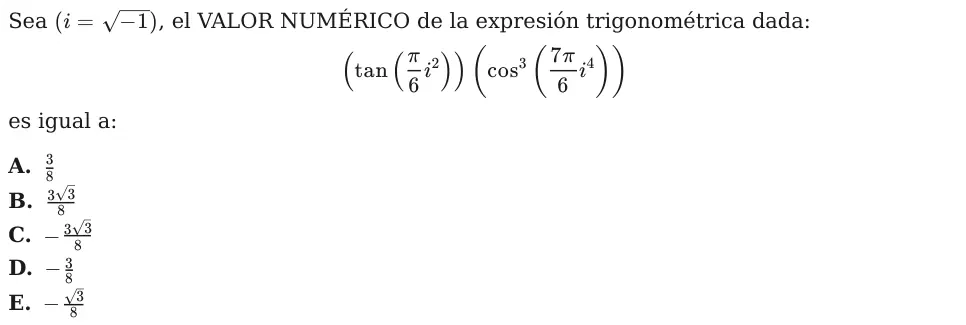 Sea (i = √−1), el VALOR NUMÉRICO de la expresión trigonométrica dada:
(tan(π/6 i²))(cos³(7π/6 i⁴))
es igual a:
A. 3/8
B. 3√3/8
C. −3√3/8
D. −3/8
E. −√3/8